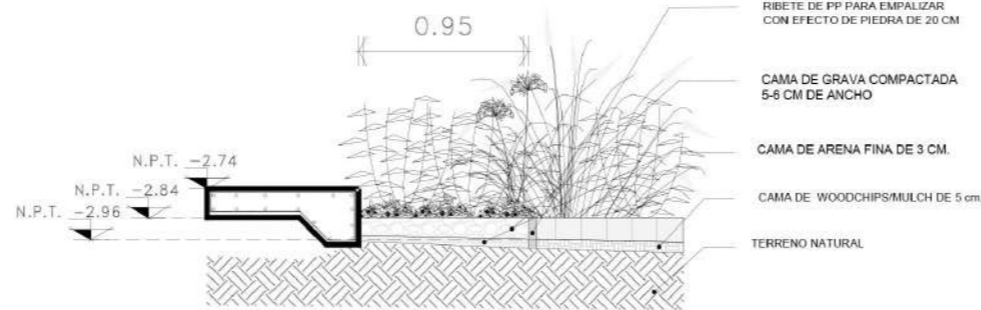 0.95
RIBETE DE PP PARA EMPALIZAR
CON EFECTO DE PIEDRA DE 20 CM
CAMA DE GRAVA COMPACTADA
5-6 CM DE ANCHO
N.P.T. -2.74
CAMA DE ARENA FINA DE 3 CM.
N.P.T. -2.84
CAMA DE WOODCHIPS/MULCH DE 5 cm
N.P.T. -2.96
TERRENO NATURAL